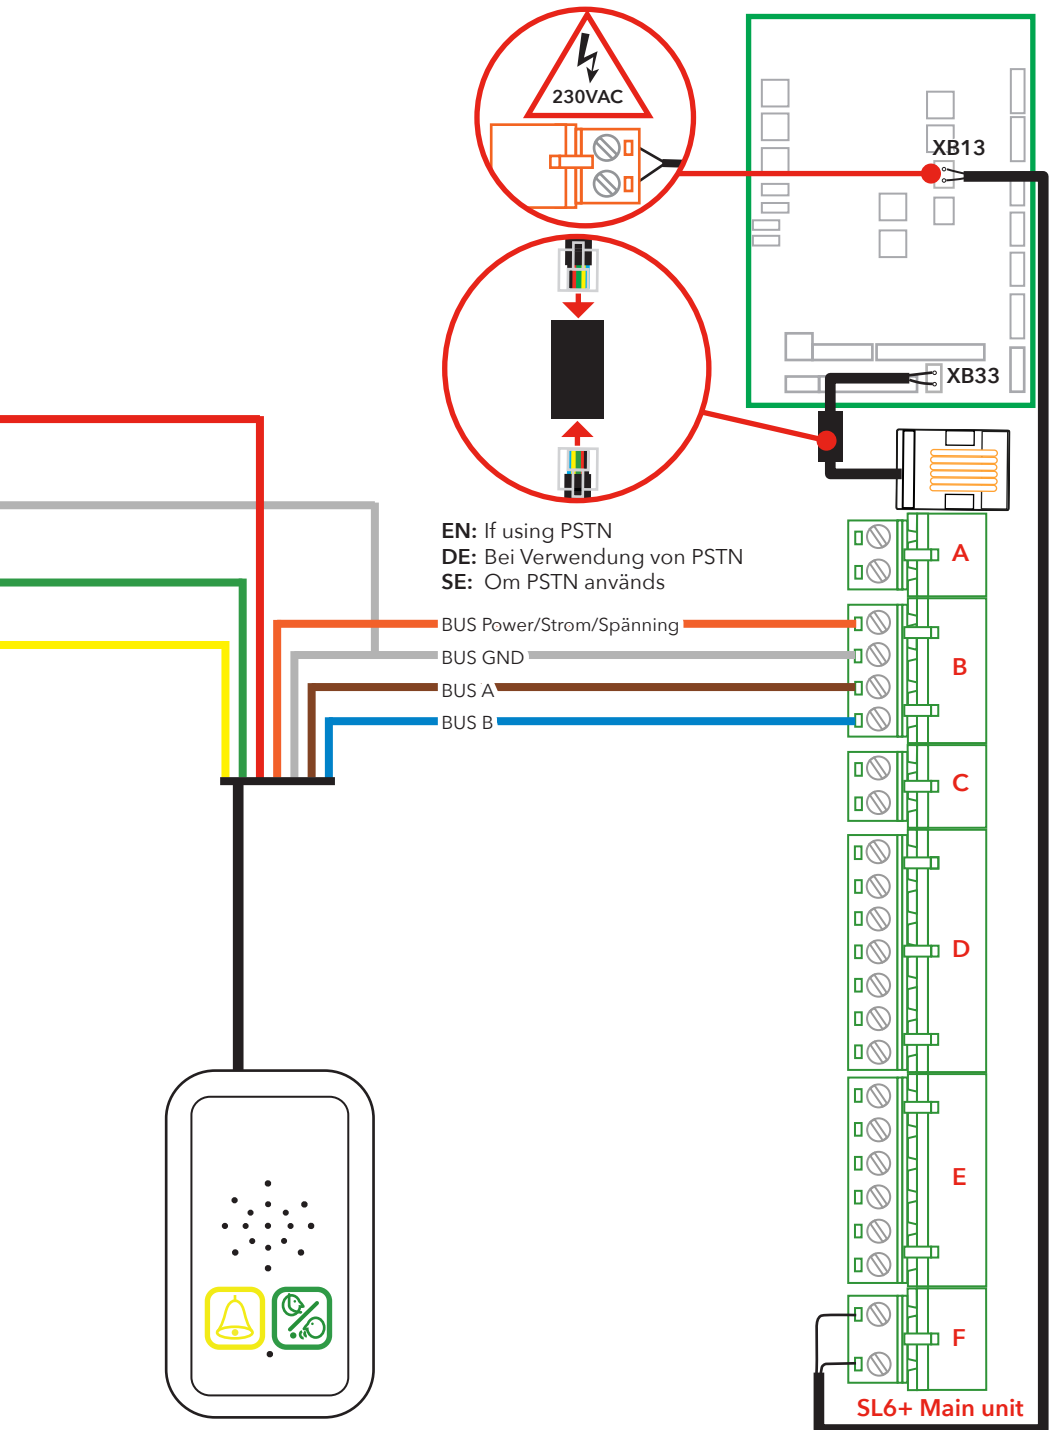 230VAC
XB13
XB33
EN: If using PSTN
DE: Bei Verwendung von PSTN
SE: Om PSTN används
A
BUS Power/Strom/Spänning
BUS GND
BUS A
BUS B
B
C
D
E
F
SL6+ Main unit